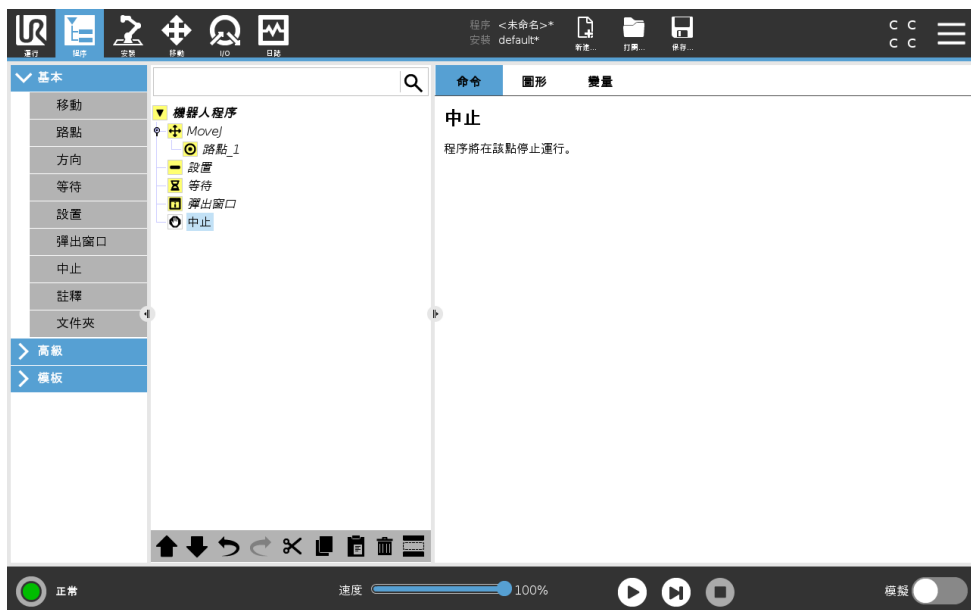 UR
程序 <未命名>*
安裝 default*
C C
C C
運行
程序
安裝
移動
I/O
日誌
新建...
打開...
保存...
基本
移動
路點
方向
等待
設置
彈出窗口
中止
註釋
文件夾
高級
模板
機器人程序
MoveJ
路點_1
設置
等待
彈出窗口
中止
命令
圖形
變量
中止
程序將在該點停止運行。
正常
速度
100%
模擬